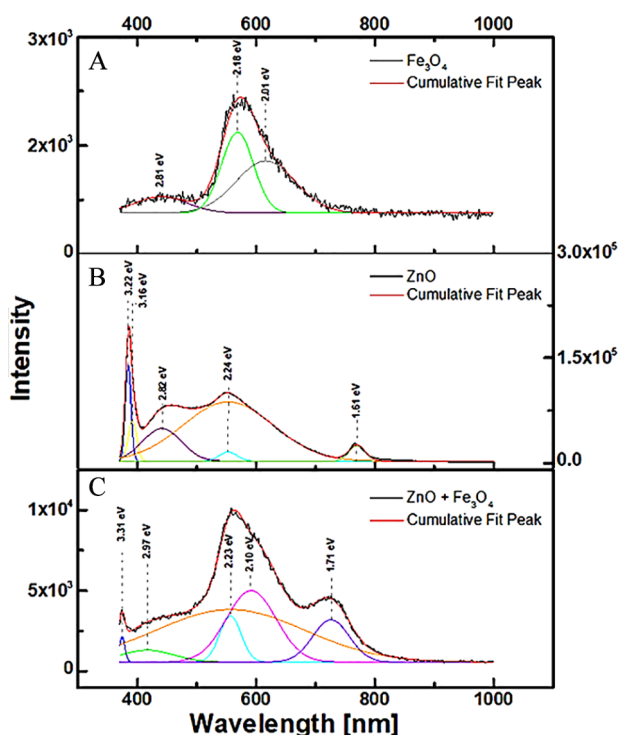 400 600 800 1000
3x10³
A
Fe₃O₄
Cumulative Fit Peak
2.18 eV
2.01 eV
2.81 eV
2x10³
0
B
3.22 eV
3.16 eV
ZnO
Cumulative Fit Peak
3.0x10⁵
2.82 eV
2.24 eV
1.61 eV
1.5x10⁵
0.0
Intensity
C
ZnO + Fe₃O₄
Cumulative Fit Peak
1x10⁴
3.31 eV
2.97 eV
2.23 eV
2.10 eV
1.71 eV
5x10³
0
400 600 800 1000
Wavelength [nm]